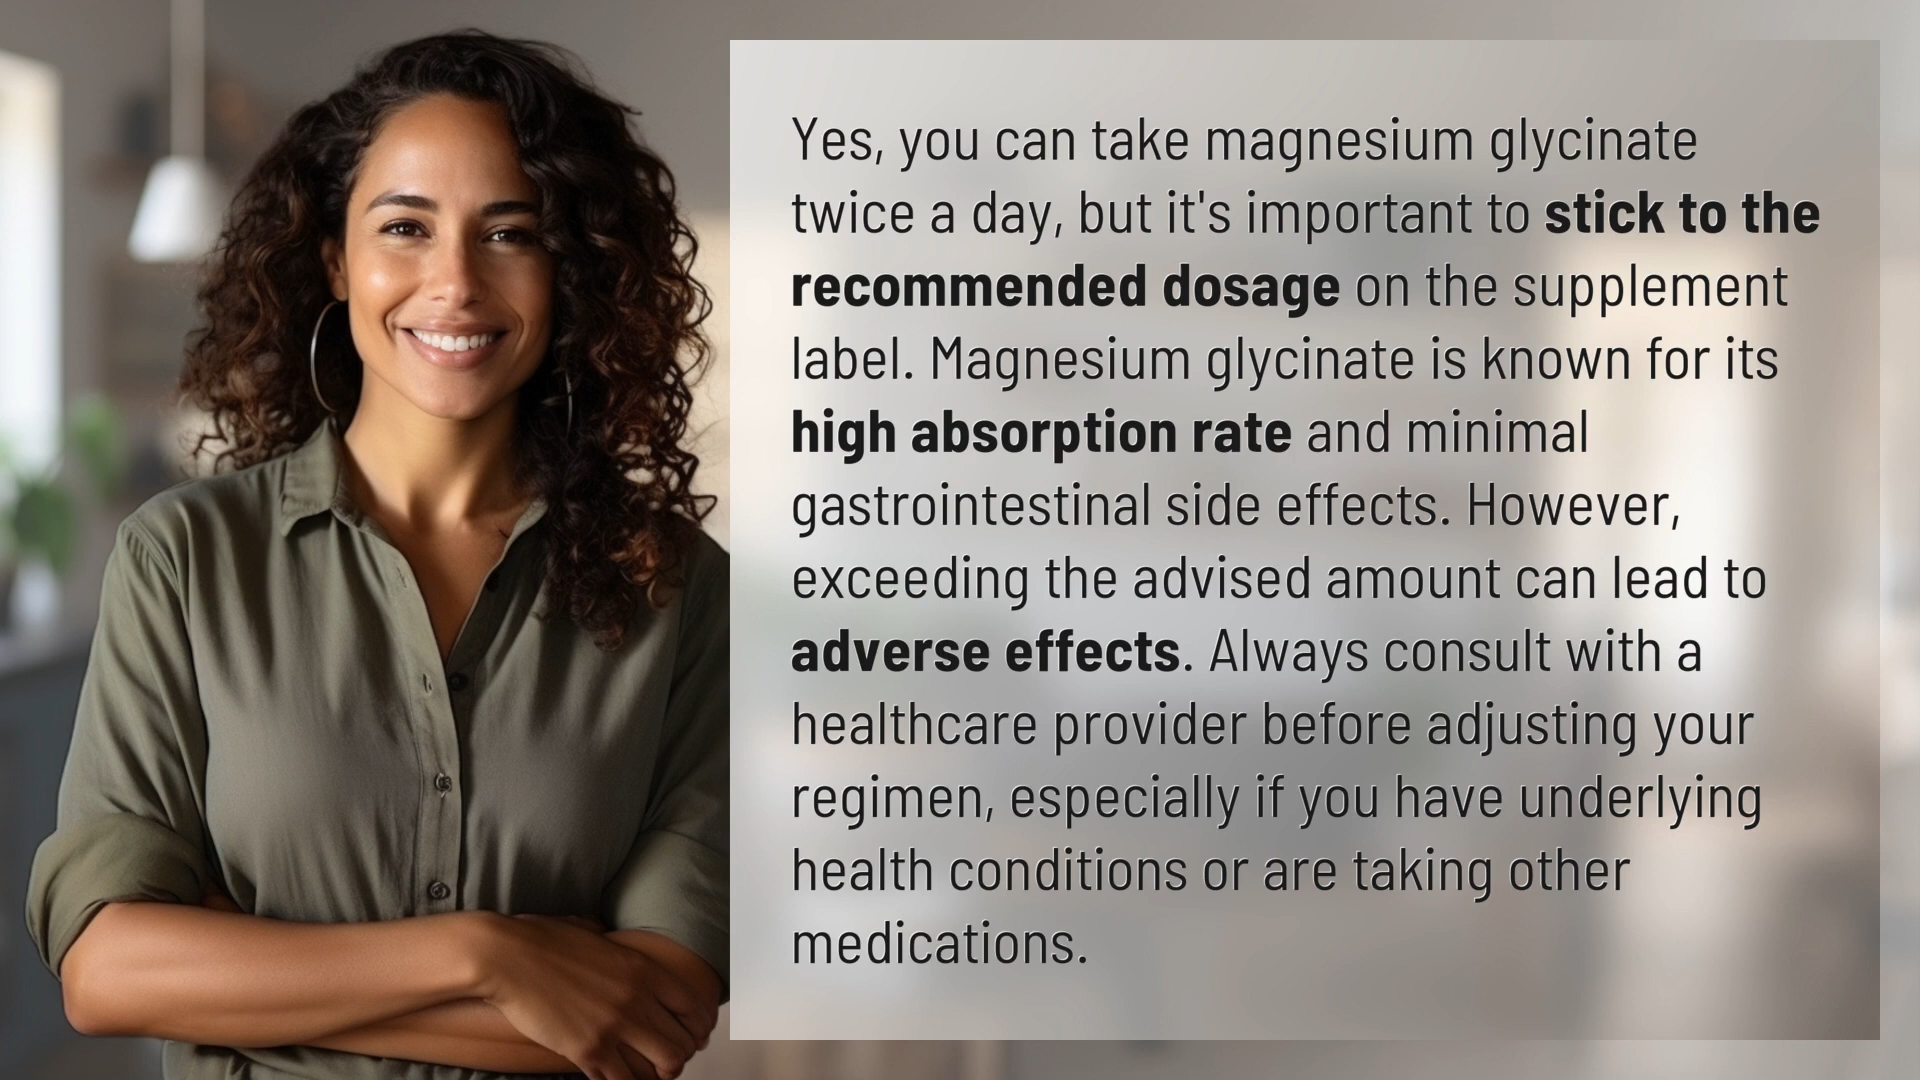 Yes, you can take magnesium glycinate
twice a day, but it's important to stick to the
recommended dosage on the supplement
label. Magnesium glycinate is known for its
high absorption rate and minimal
gastrointestinal side effects. However,
exceeding the advised amount can lead to
adverse effects. Always consult with a
healthcare provider before adjusting your
regimen, especially if you have underlying
health conditions or are taking other
medications.